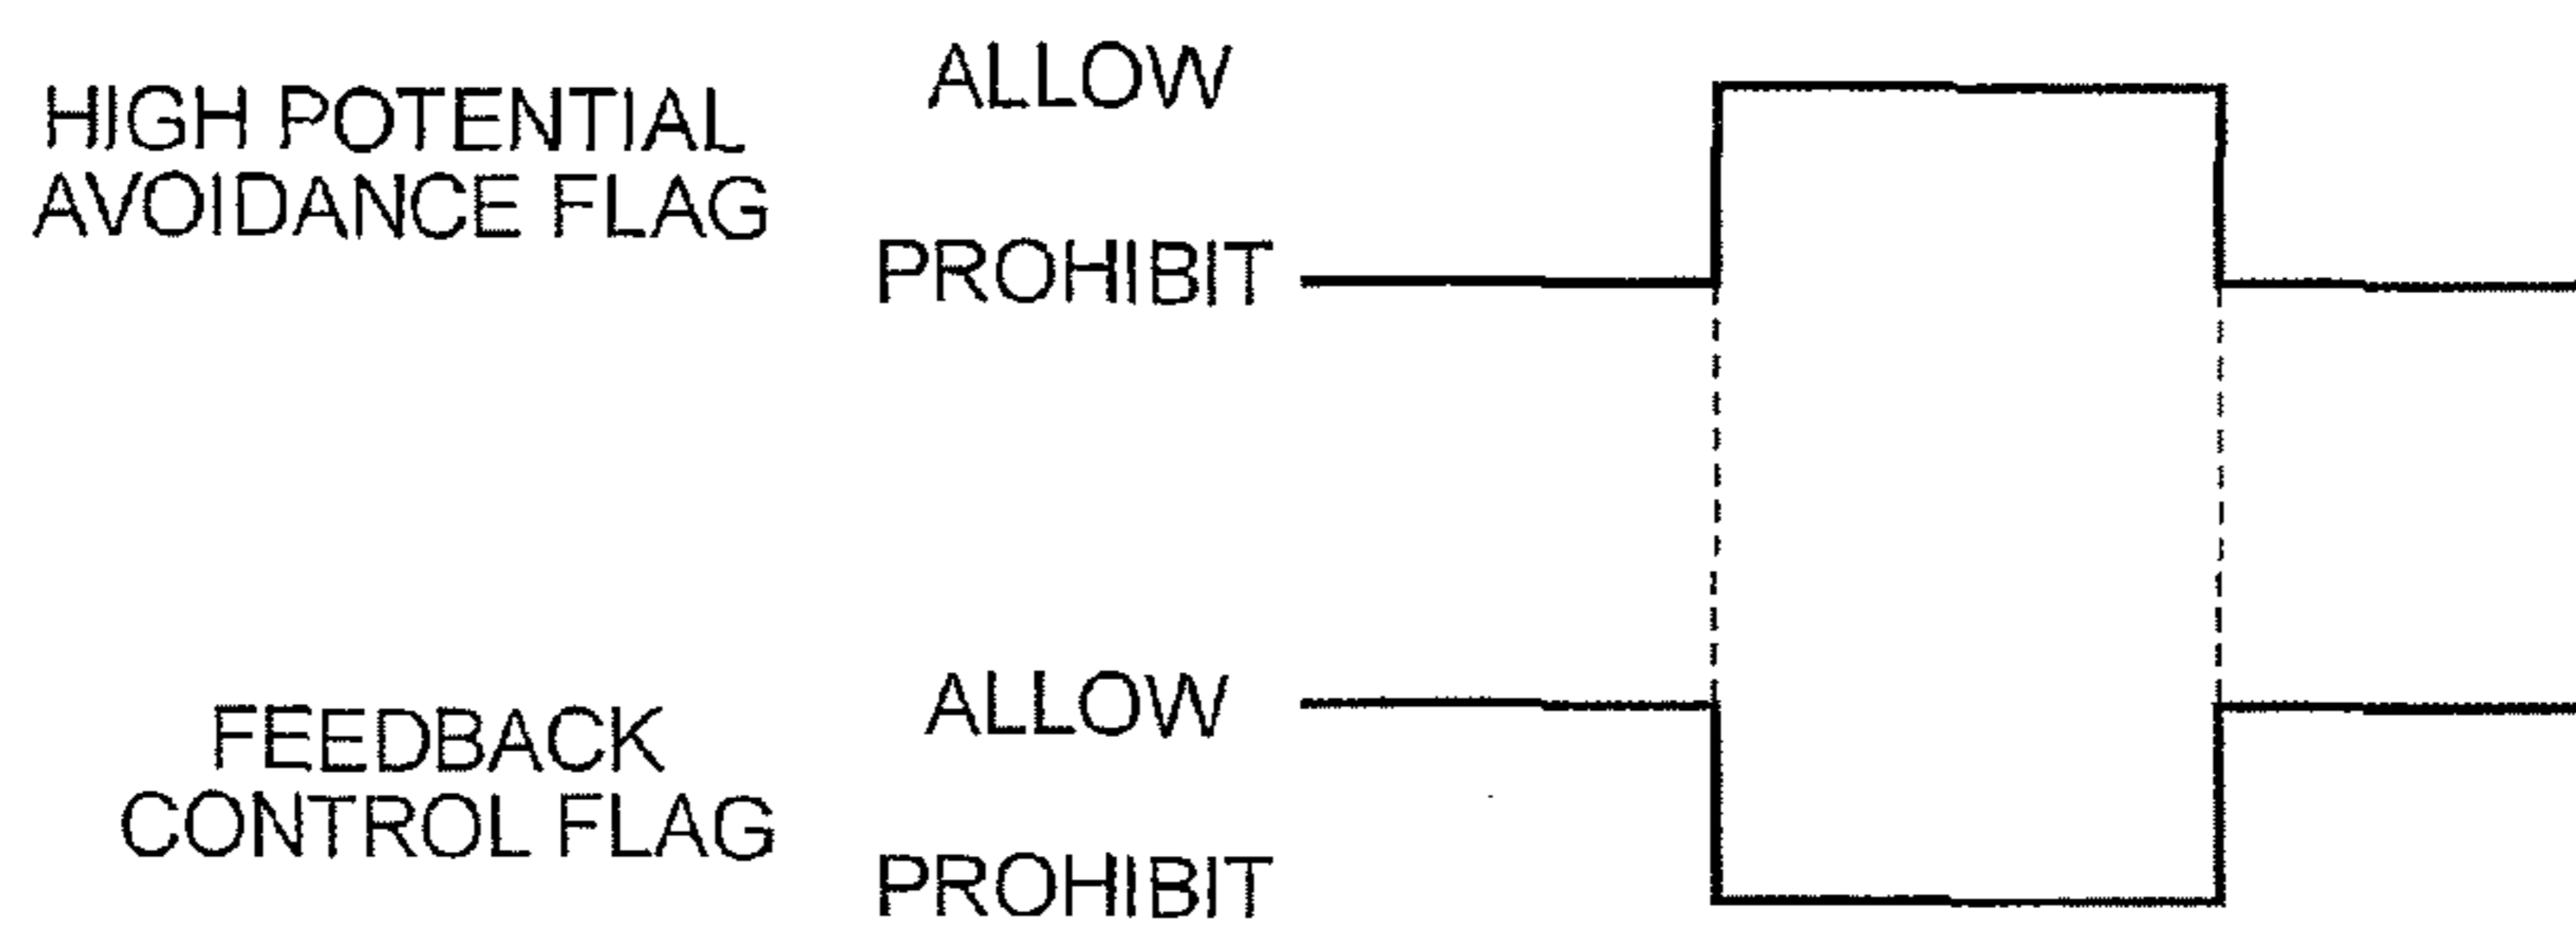 HIGH POTENTIAL
AVOIDANCE FLAG
ALLOW
PROHIBIT
FEEDBACK
CONTROL FLAG
ALLOW
PROHIBIT